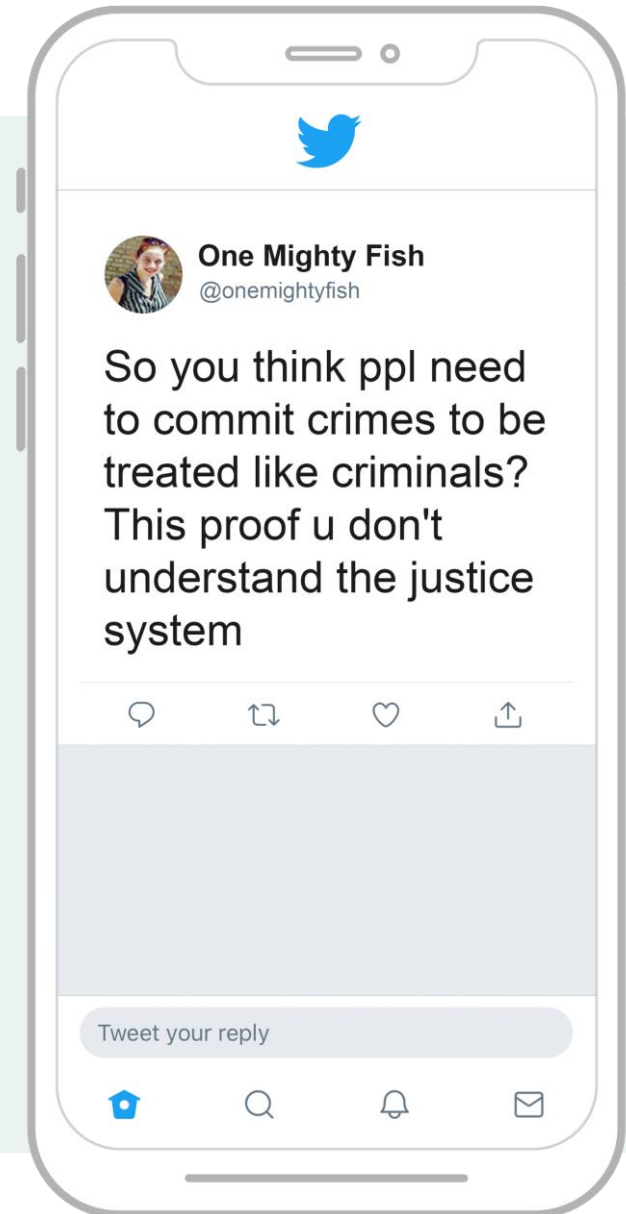 One Mighty Fish
@onemightyfish
So you think ppl need
to commit crimes to be
treated like criminals?
This proof u don't
understand the justice
system
Tweet your reply